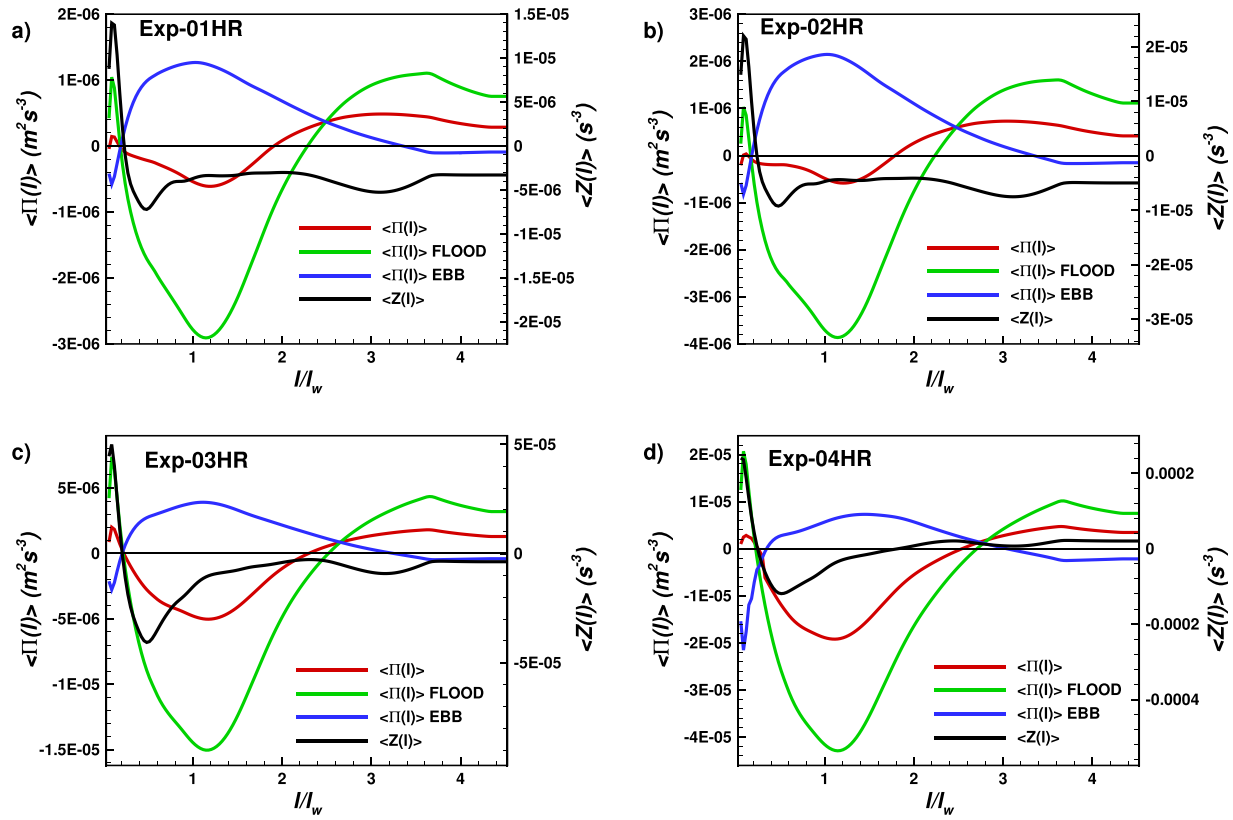 a)
Exp-01HR
2E-06
1E-06
0
-1E-06
-2E-06
-3E-06
<Π(l)> (m² s⁻³)
1.5E-05
1E-05
5E-06
0
-5E-06
-1E-05
-1.5E-05
-2E-05
<Z(l)> (s⁻³)
<Π(l)>
<Π(l)> FLOOD
<Π(l)> EBB
<Z(l)>
1 2 3 4
l/l_w
b)
Exp-02HR
3E-06
2E-06
1E-06
0
-1E-06
-2E-06
-3E-06
-4E-06
<Π(l)> (m² s⁻³)
2E-05
1E-05
0
-1E-05
-2E-05
-3E-05
<Z(l)> (s⁻³)
<Π(l)>
<Π(l)> FLOOD
<Π(l)> EBB
<Z(l)>
1 2 3 4
l/l_w
c)
Exp-03HR
5E-06
0
-5E-06
-1E-05
-1.5E-05
<Π(l)> (m² s⁻³)
5E-05
0
-5E-05
<Z(l)> (s⁻³)
<Π(l)>
<Π(l)> FLOOD
<Π(l)> EBB
<Z(l)>
1 2 3 4
l/l_w
d)
Exp-04HR
2E-05
1E-05
0
-1E-05
-2E-05
-3E-05
-4E-05
<Π(l)> (m² s⁻³)
0.0002
0
-0.0002
-0.0004
<Z(l)> (s⁻³)
<Π(l)>
<Π(l)> FLOOD
<Π(l)> EBB
<Z(l)>
1 2 3 4
l/l_w